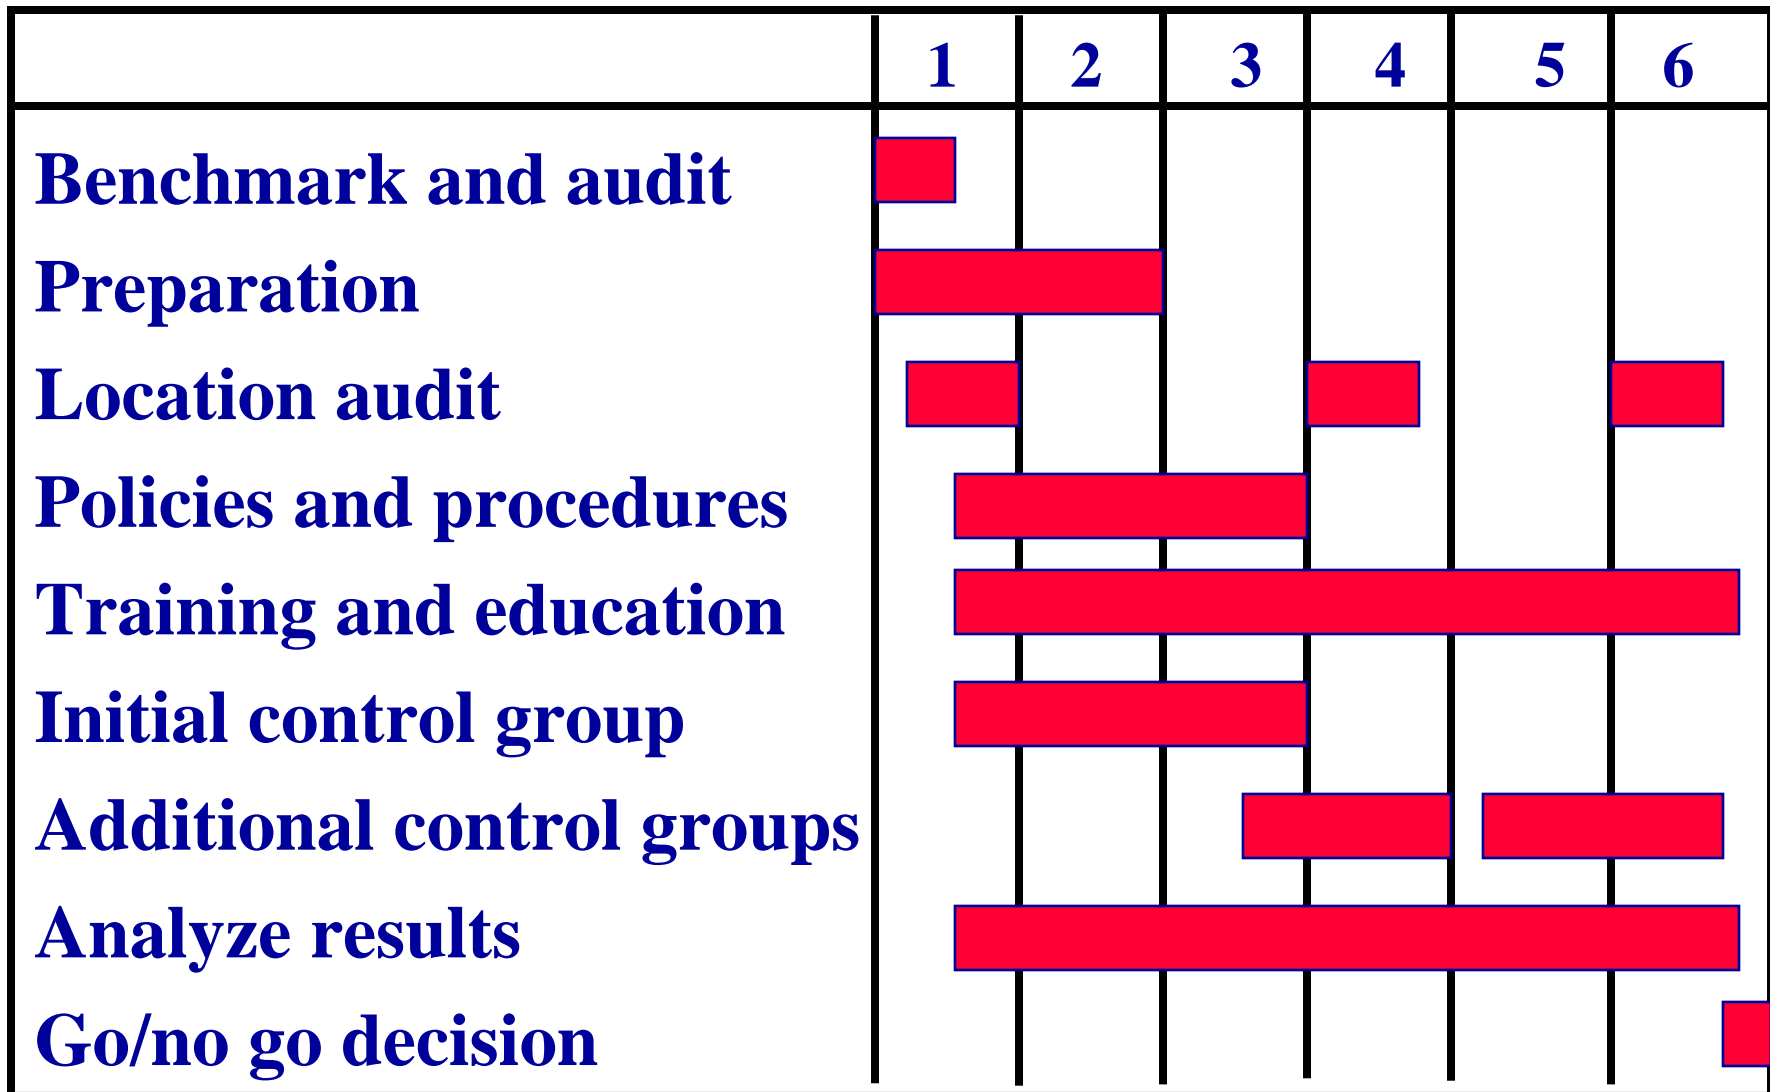 1 2 3 4 5 6
Benchmark and audit
Preparation
Location audit
Policies and procedures
Training and education
Initial control group
Additional control groups
Analyze results
Go/no go decision